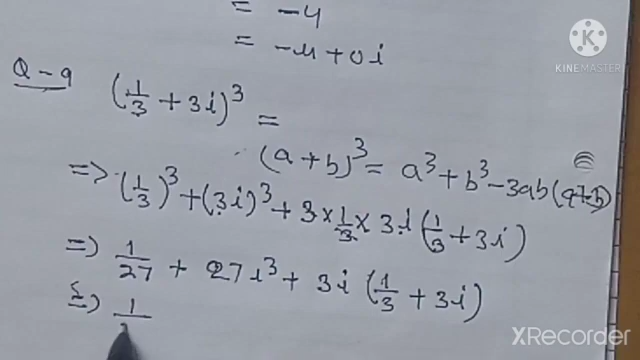 = -4
= -4 + 0i
KINEMASTER
Q-9 (1/3 + 3i)^3 =
(a+b)^3 = a^3 + b^3 - 3ab(a+b)
=> (1/3)^3 + (3i)^3 + 3 × 1/3 × 3i (1/3 + 3i)
=) 1/27 + 27i^3 + 3i (1/3 + 3i)
=) 1
XRecorder